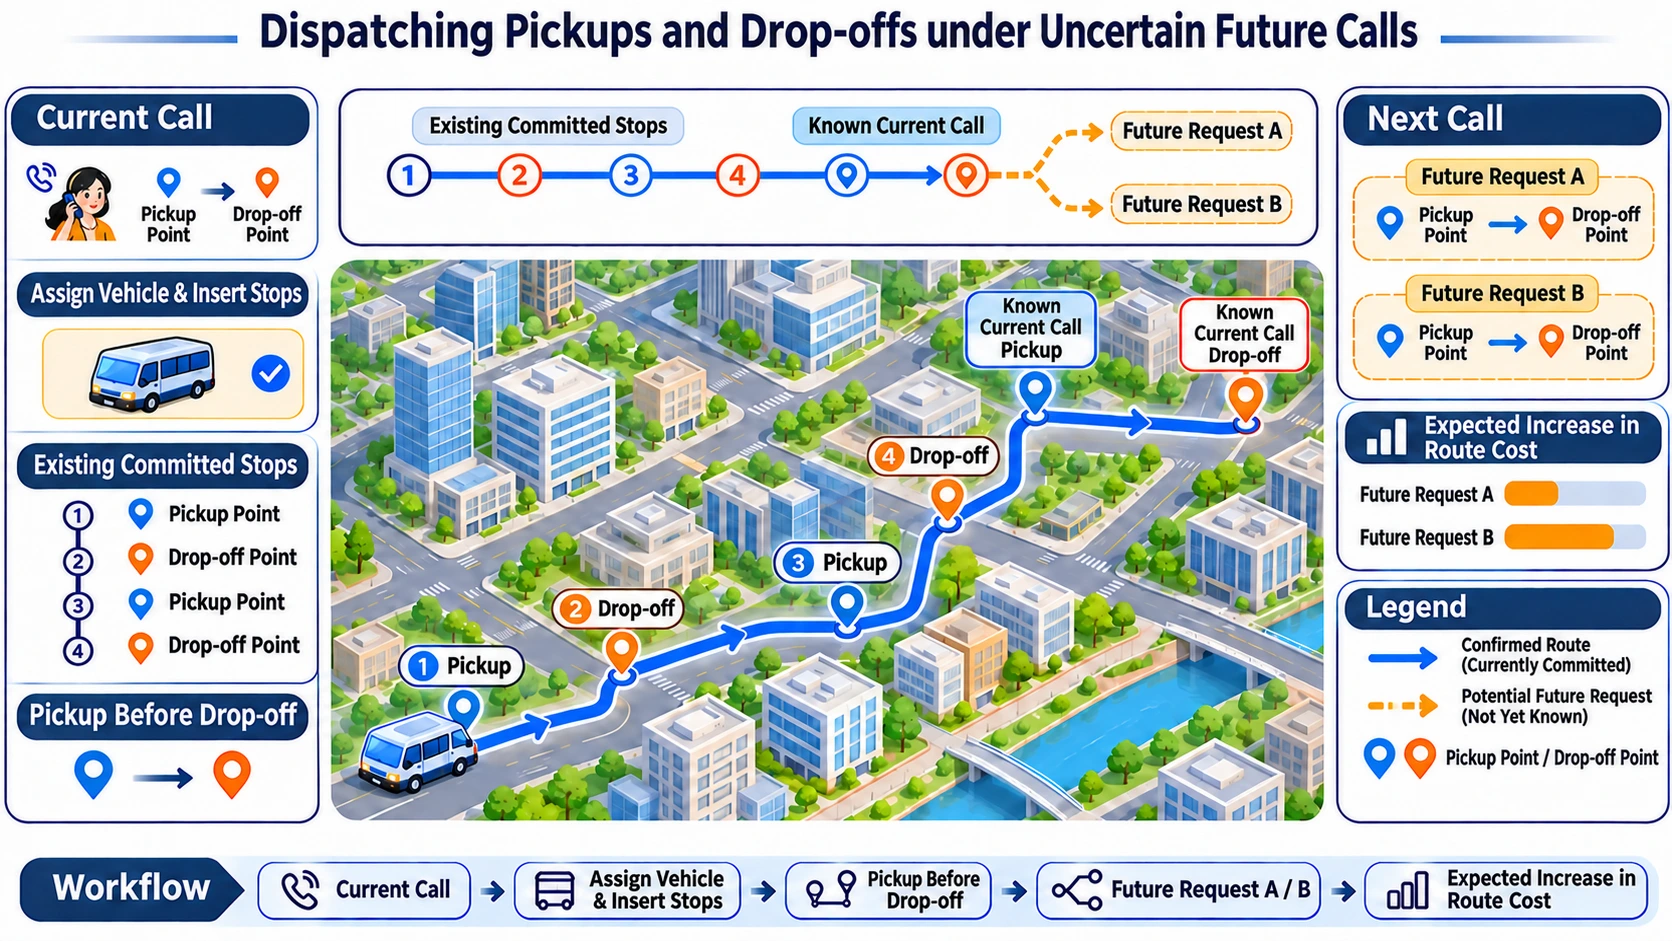 Dispatching Pickups and Drop-offs under Uncertain Future Calls
Current Call
Pickup
Point
Drop-off
Point
Assign Vehicle & Insert Stops
Existing Committed Stops
1
Pickup Point
2
Drop-off Point
3
Pickup Point
4
Drop-off Point
Pickup Before Drop-off
Existing Committed Stops
Known Current Call
1
2
3
4
Future Request A
Future Request B
Known
Current Call
Pickup
Known
Current Call
Drop-off
4 Drop-off
3 Pickup
2 Drop-off
1 Pickup
Next Call
Future Request A
Pickup
Point
Drop-off
Point
Future Request B
Pickup
Point
Drop-off
Point
Expected Increase in
Route Cost
Future Request A
Future Request B
Legend
Confirmed Route
(Currently Committed)
Potential Future Request
(Not Yet Known)
Pickup Point / Drop-off Point
Workflow
Current Call
Assign Vehicle
& Insert Stops
Pickup Before
Drop-off
Future Request A / B
Expected Increase in
Route Cost